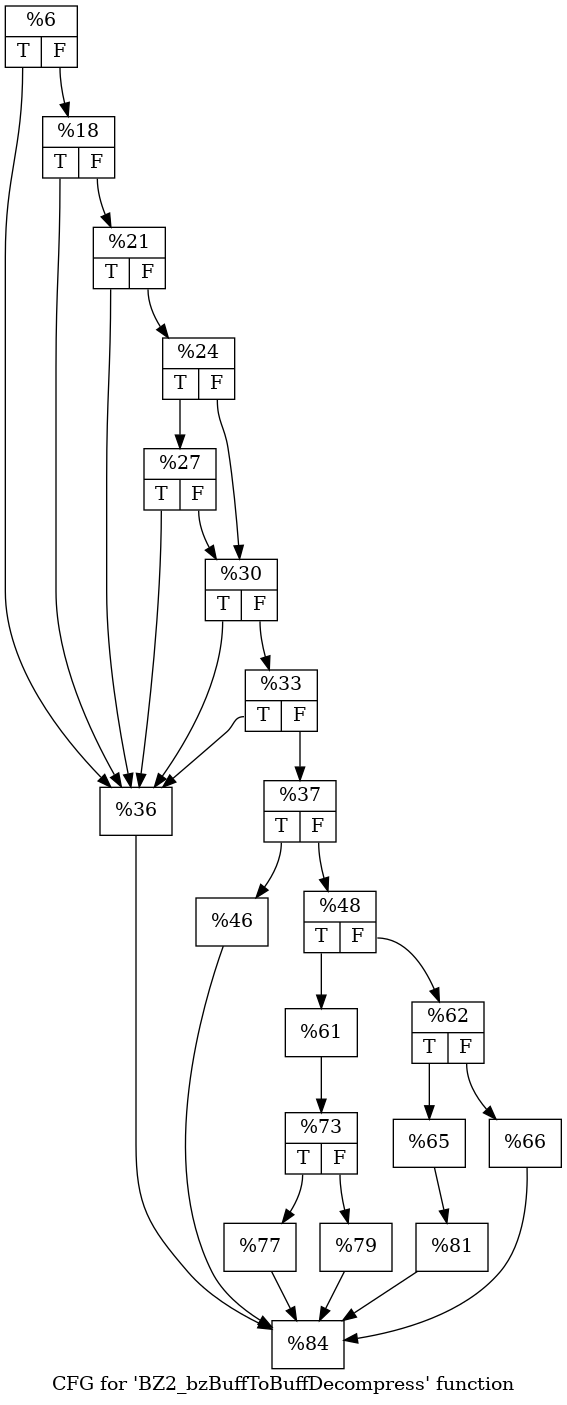 %6
T F
%18
T F
%21
T F
%24
T F
%27
T F
%30
T F
%33
T F
%36
%37
T F
%46
%48
T F
%61
%62
T F
%73
T F
%65
%66
%77
%79
%81
%84
CFG for 'BZ2_bzBuffToBuffDecompress' function